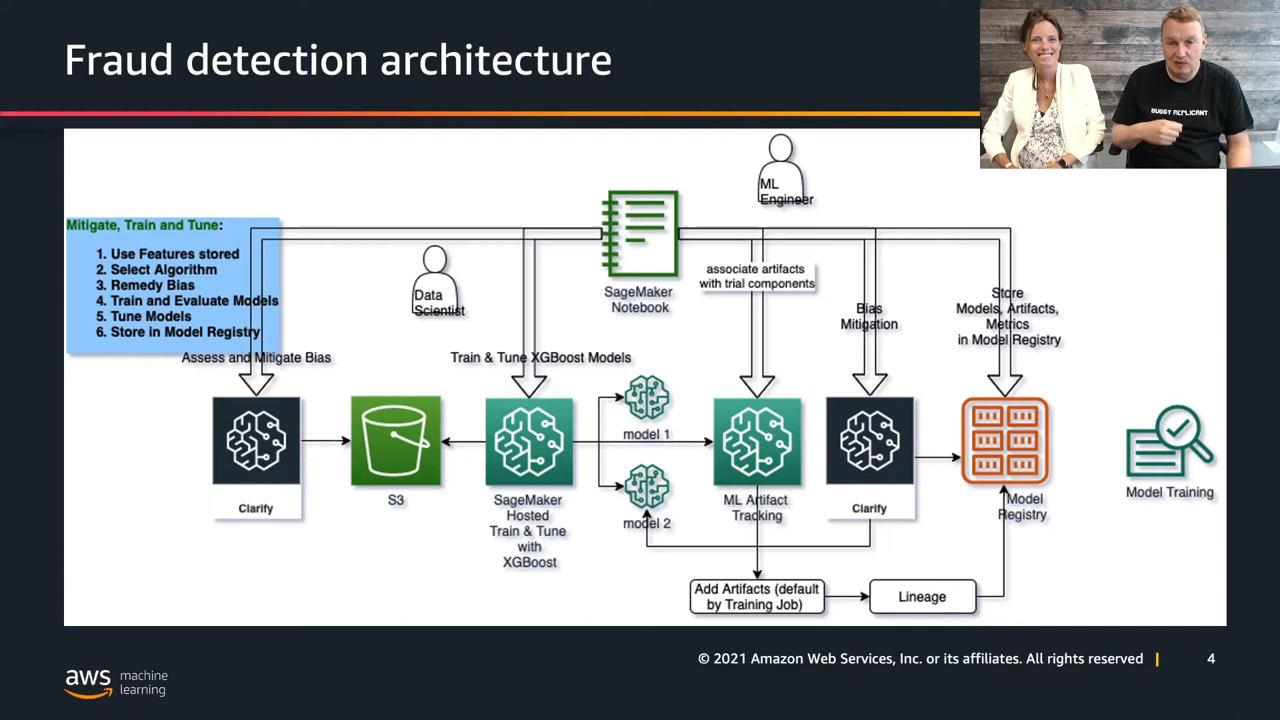 Fraud detection architecture
BUGGY REPLICANT
ML
Engineer
Mitigate, Train and Tune:
1. Use Features stored
2. Select Algorithm
3. Remedy Bias
4. Train and Evaluate Models
5. Tune Models
6. Store in Model Registry
Data
Scientist
SageMaker
Notebook
associate artifacts
with trial components
Bias
Mitigation
Store
Models, Artifacts,
Metrics
in Model Registry
Assess and Mitigate Bias
Train & Tune XGBoost Models
Clarify
S3
SageMaker
Hosted
Train & Tune
with
XGBoost
model 1
model 2
ML Artifact
Tracking
Clarify
Model
Registry
Model Training
Add Artifacts (default
by Training Job)
Lineage
© 2021 Amazon Web Services, Inc. or its affiliates. All rights reserved
4
aws
machine
learning